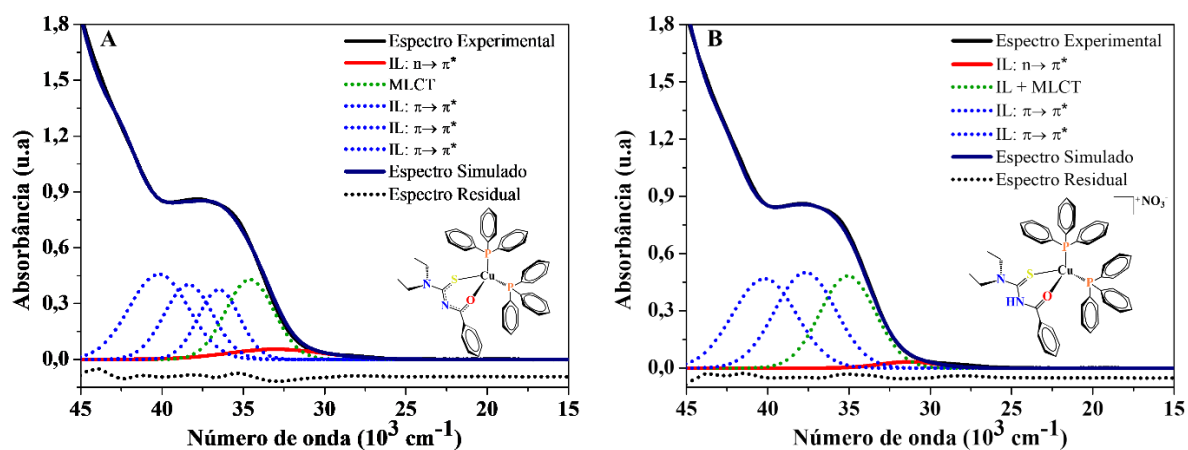 A
Espectro Experimental
IL: n→ π*
MLCT
IL: π→ π*
IL: π→ π*
IL: π→ π*
Espectro Simulado
Espectro Residual
1,8
1,5
1,2
0,9
0,6
0,3
0,0
Absorbância (u.a)
P
Cu
P
S
O
N
N
45
40
35
30
25
20
15
Número de onda (10³ cm⁻¹)
B
Espectro Experimental
IL: n→ π*
IL + MLCT
IL: π→ π*
IL: π→ π*
Espectro Simulado
Espectro Residual
+NO₃⁻
1,8
1,5
1,2
0,9
0,6
0,3
0,0
Absorbância (u.a)
P
Cu
P
S
O
N
HN
45
40
35
30
25
20
15
Número de onda (10³ cm⁻¹)